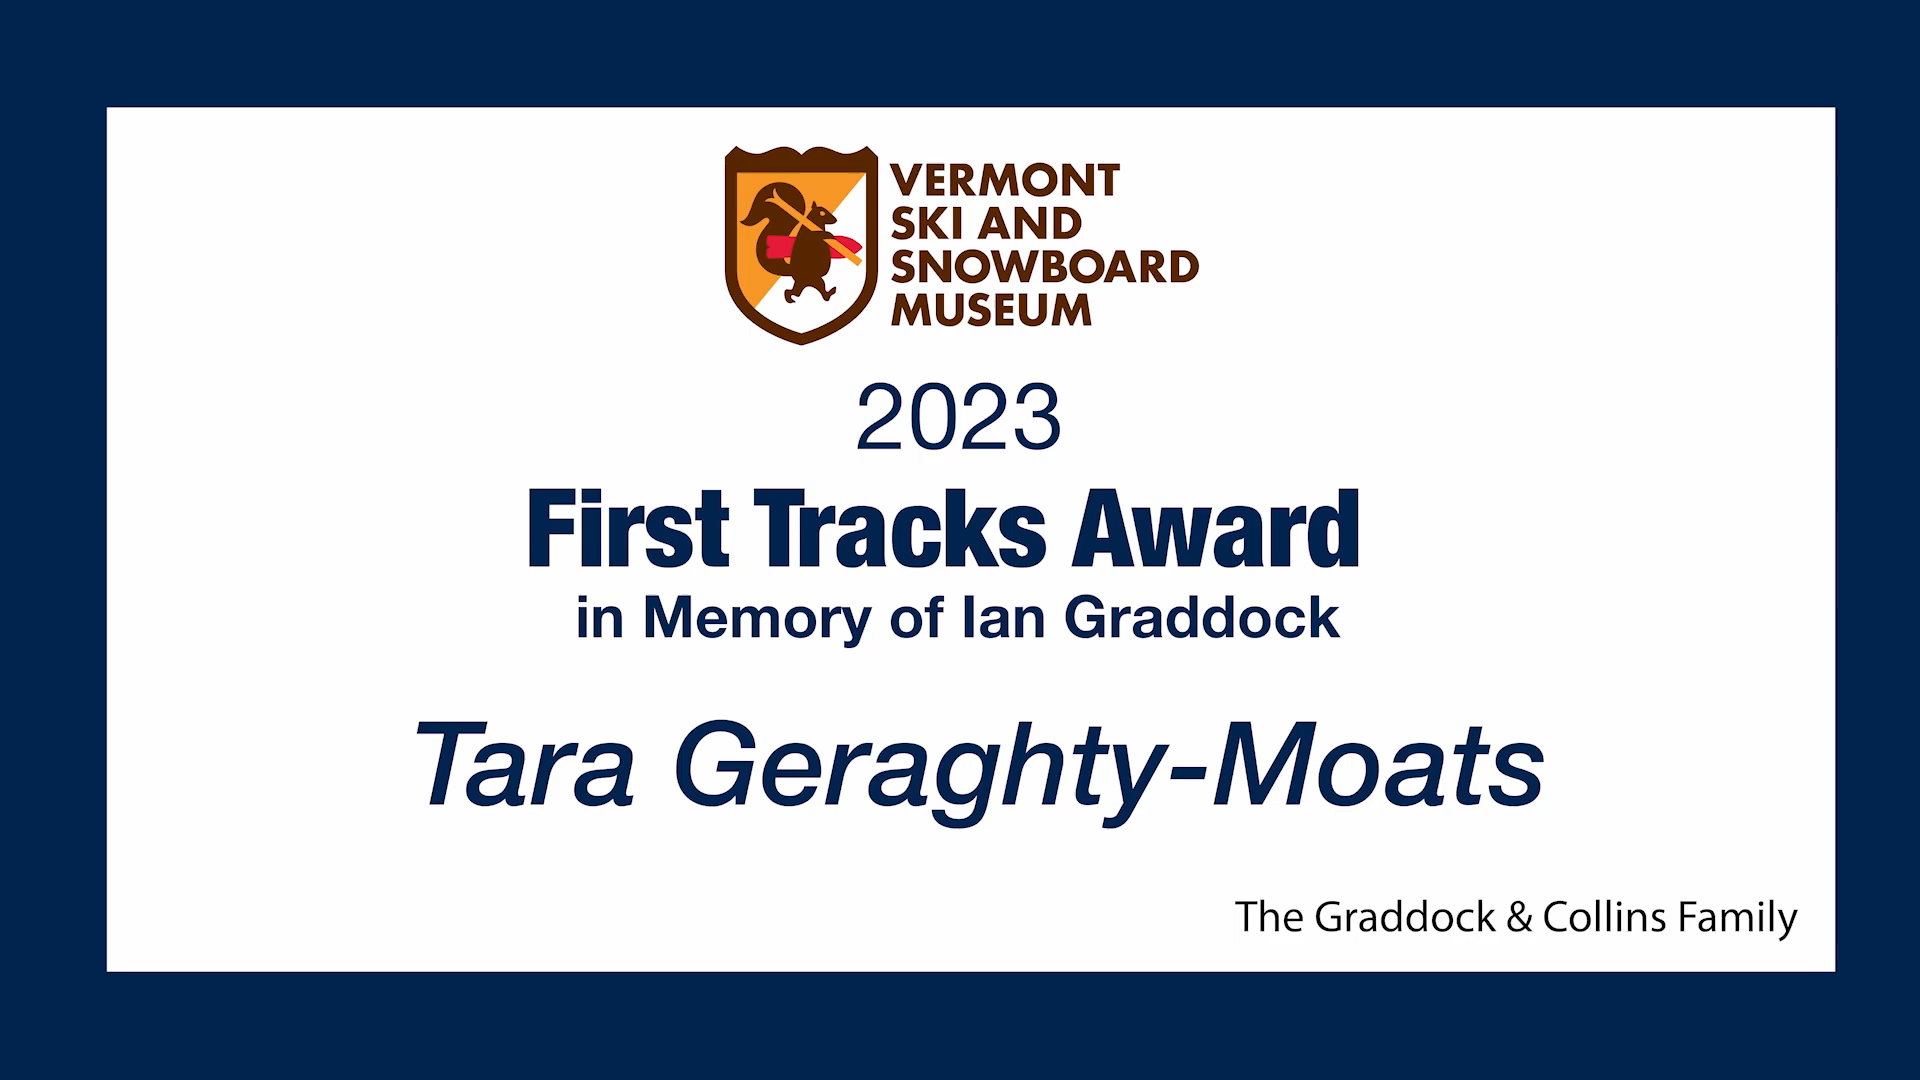 VERMONT
SKI AND
SNOWBOARD
MUSEUM
2023
First Tracks Award
in Memory of Ian Graddock
Tara Geraghty-Moats
The Graddock & Collins Family